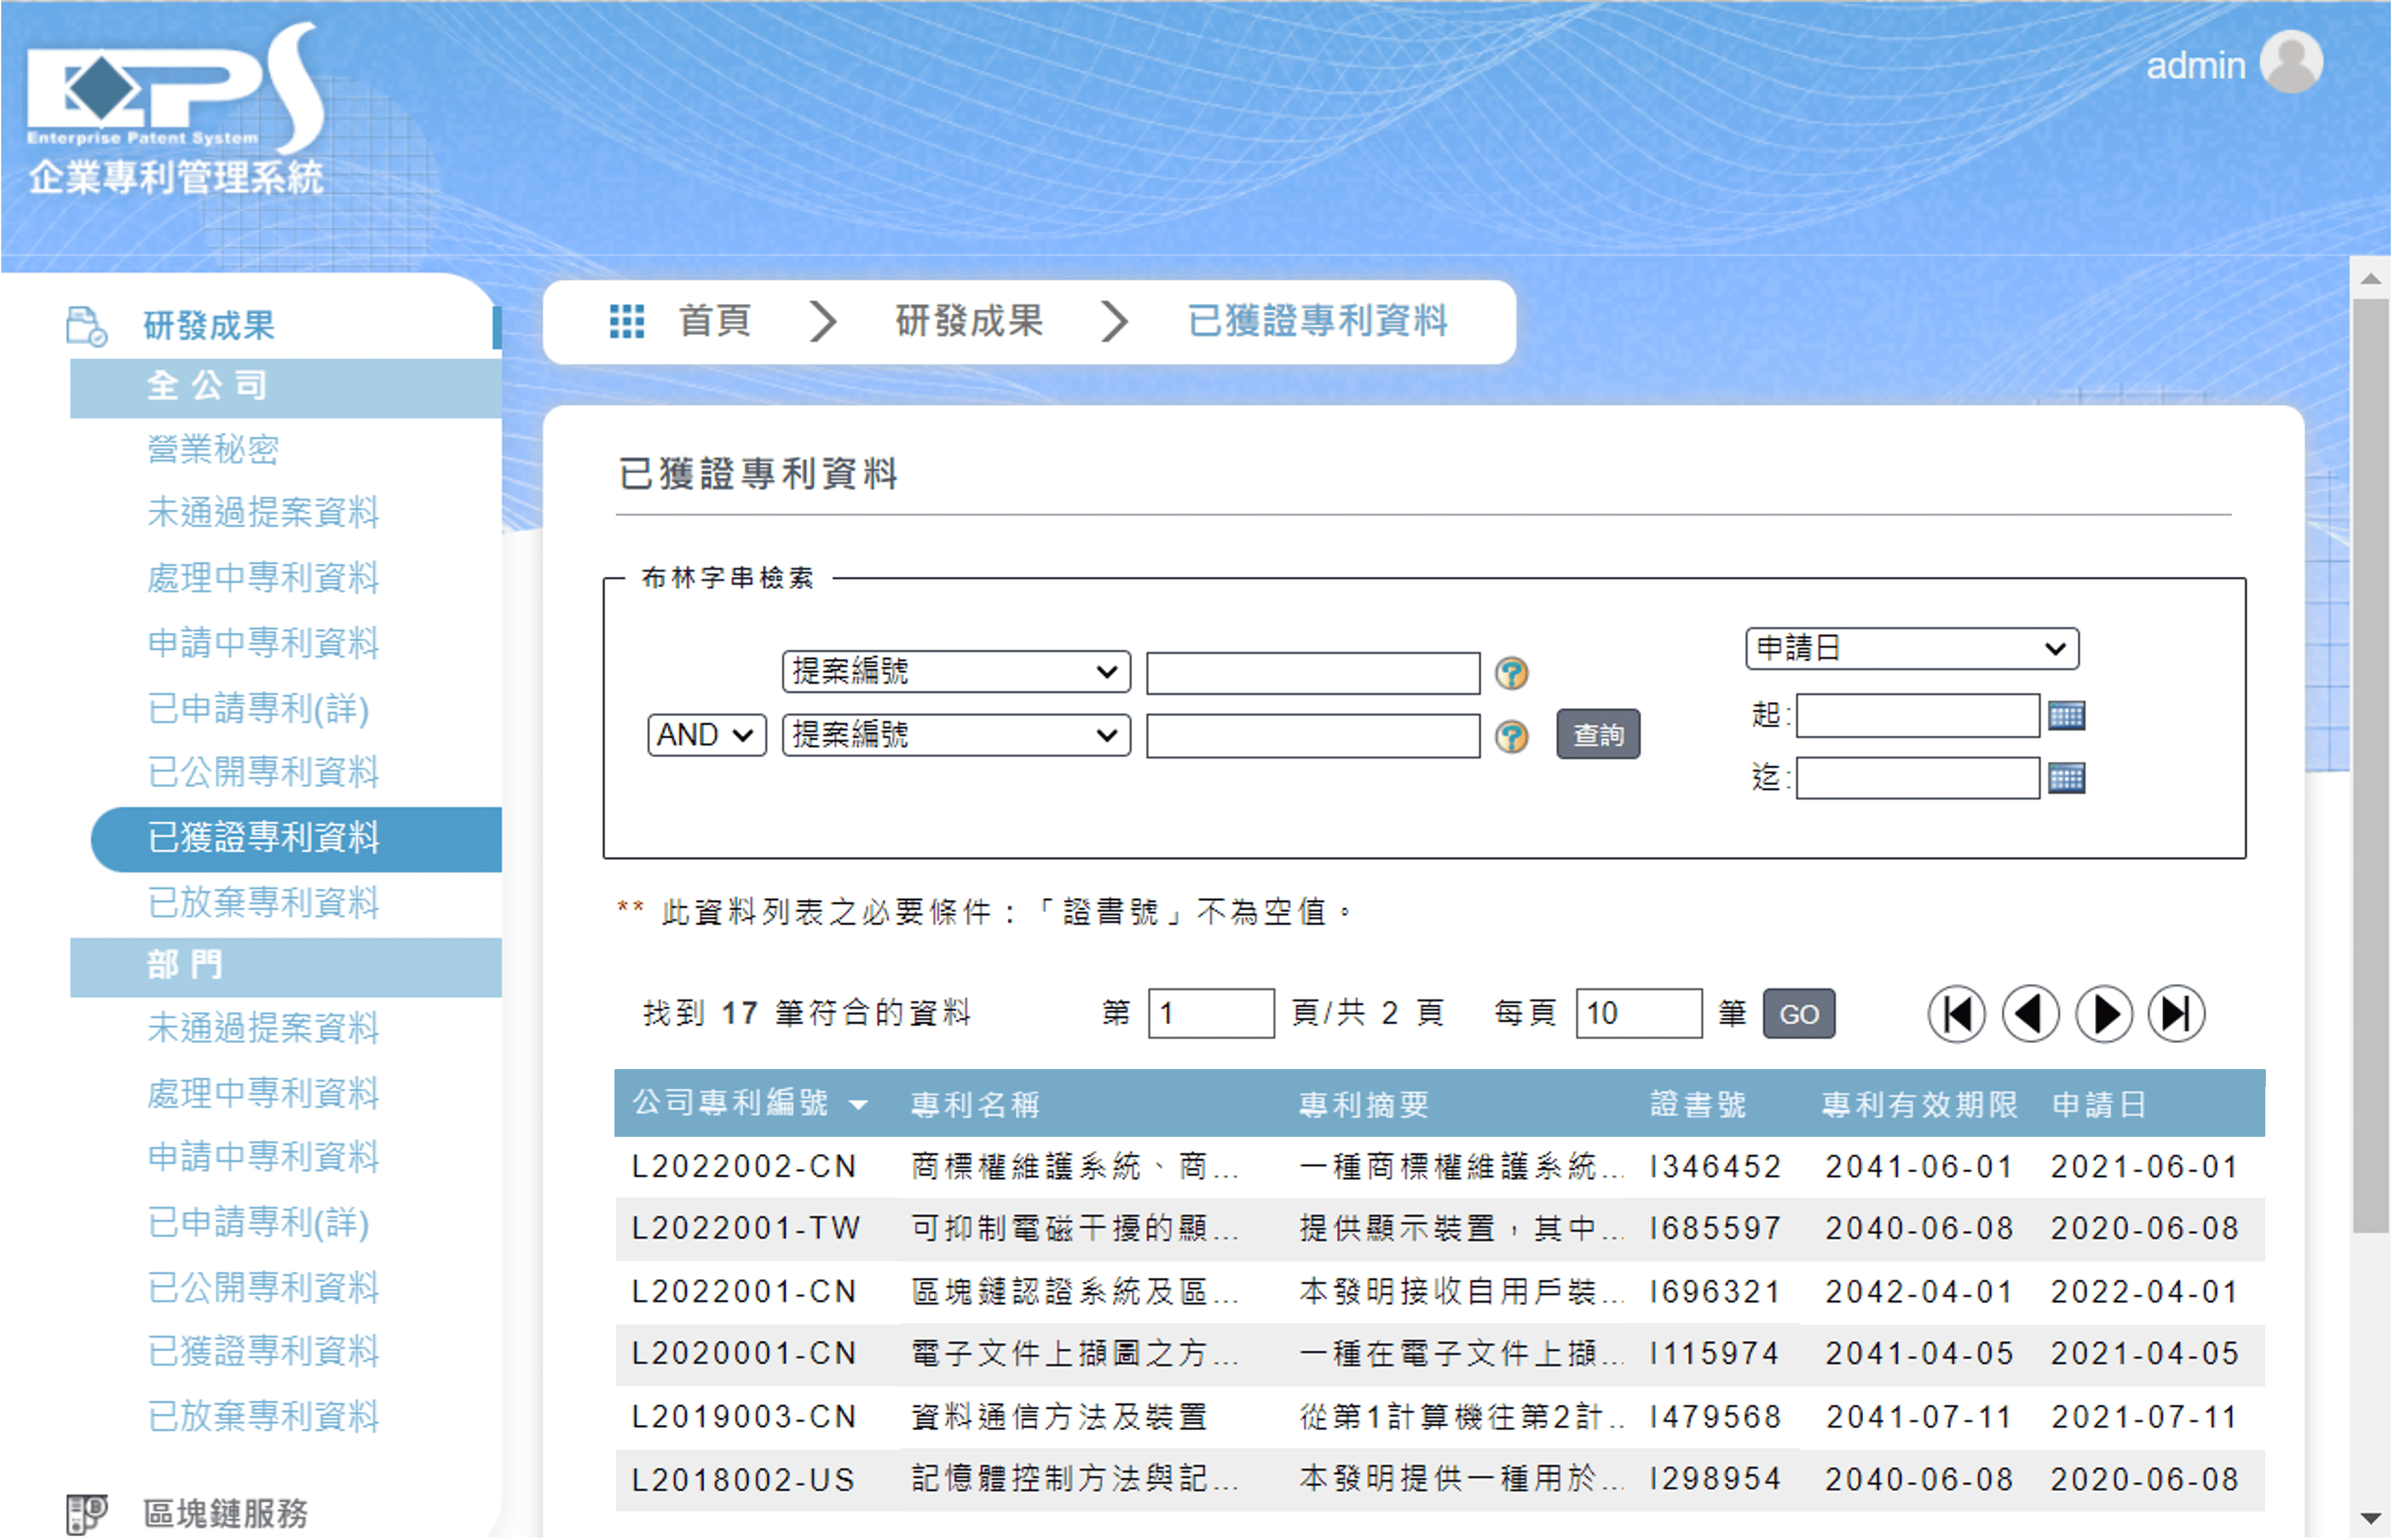 EPS
Enterprise Patent System
企業專利管理系統
admin
研發成果
全公司
營業秘密
未通過提案資料
處理中專利資料
申請中專利資料
已申請專利(詳)
已公開專利資料
已獲證專利資料
已放棄專利資料
部門
未通過提案資料
處理中專利資料
申請中專利資料
已申請專利(詳)
已公開專利資料
已獲證專利資料
已放棄專利資料
區塊鏈服務
首頁 研發成果 已獲證專利資料
已獲證專利資料
布林字串檢索
提案編號
AND 提案編號 查詢
申請日
起:
迄:
** 此資料列表之必要條件：「證書號」不為空值。
找到 17 筆符合的資料 第 1 頁/共 2 頁 每頁 10 筆 GO
公司專利編號 專利名稱 專利摘要 證書號 專利有效期限 申請日
L2022002-CN 商標權維護系統、商... 一種商標權維護系統... I346452 2041-06-01 2021-06-01
L2022001-TW 可抑制電磁干擾的顯... 提供顯示裝置，其中... I685597 2040-06-08 2020-06-08
L2022001-CN 區塊鏈認證系統及區... 本發明接收自用戶裝... I696321 2042-04-01 2022-04-01
L2020001-CN 電子文件上擷圖之方... 一種在電子文件上擷... I115974 2041-04-05 2021-04-05
L2019003-CN 資料通信方法及裝置 從第1計算機往第2計.. I479568 2041-07-11 2021-07-11
L2018002-US 記憶體控制方法與記... 本發明提供一種用於... I298954 2040-06-08 2020-06-08